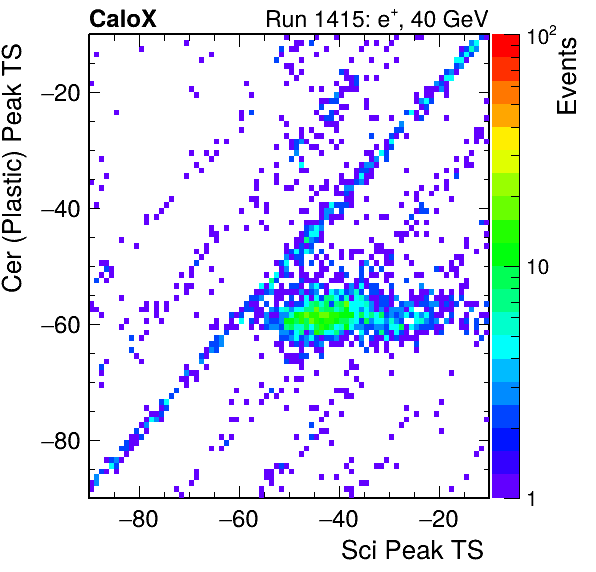 CaloX Run 1415: e⁺, 40 GeV
Cer (Plastic) Peak TS
−20
−40
−60
−80
−80 −60 −40 −20
Sci Peak TS
10²
10
1
Events